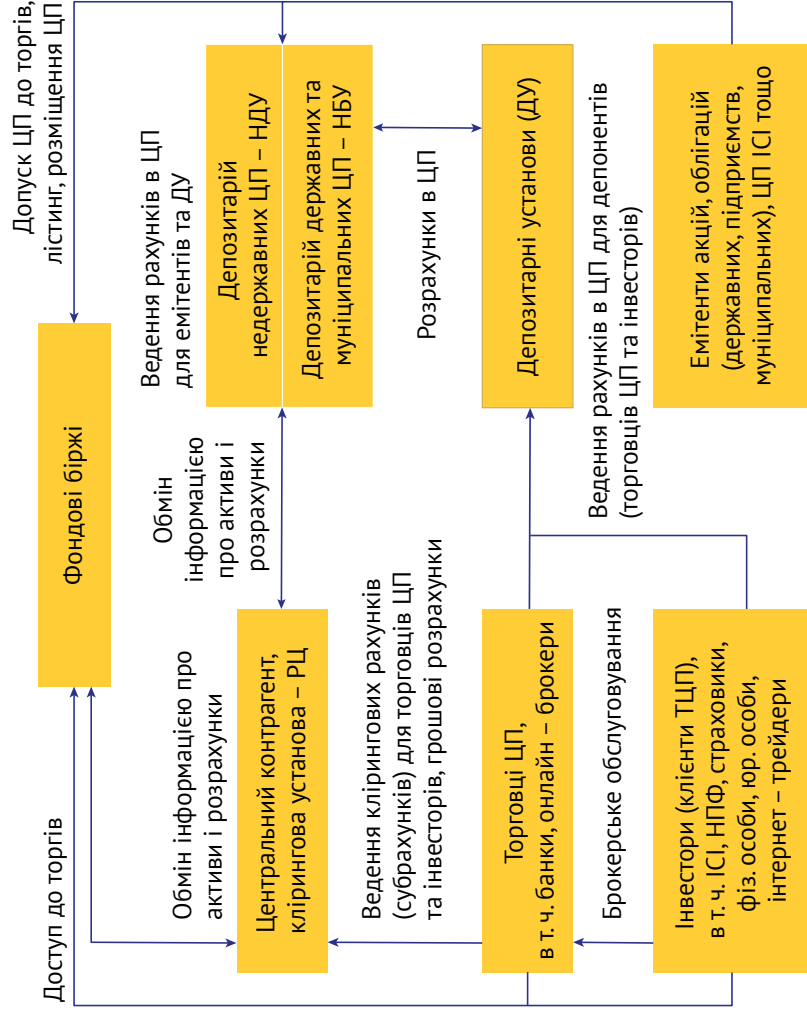 Допуск ЦП до торгів,
лістинг, розміщення ЦП
Фондові біржі
Доступ до торгів
Обмін інформацією про
активи і розрахунки
Обмін
інформацією
про активи і
розрахунки
Ведення рахунків в ЦП
для емітентів та ДУ
Центральний контрагент,
клірингова установа – РЦ
Депозитарій
недержавних ЦП – НДУ
Депозитарій державних та
муніципальних ЦП – НБУ
Ведення клірингових рахунків
(субрахунків) для торговців ЦП
та інвесторів, грошові розрахунки
Розрахунки в ЦП
Торговці ЦП,
в т. ч. банки, онлайн – брокери
Депозитарні установи (ДУ)
Брокерське обслуговування
Ведення рахунків в ЦП для депонентів
(торговців ЦП та інвесторів)
Інвестори (клієнти ТЦП),
в т. ч. ІСІ, НПФ, страховики,
фіз. особи, юр. особи,
інтернет – трейдери
Емітенти акцій, облігацій
(державних, підприємств,
муніципальних), ЦП ІСІ тощо